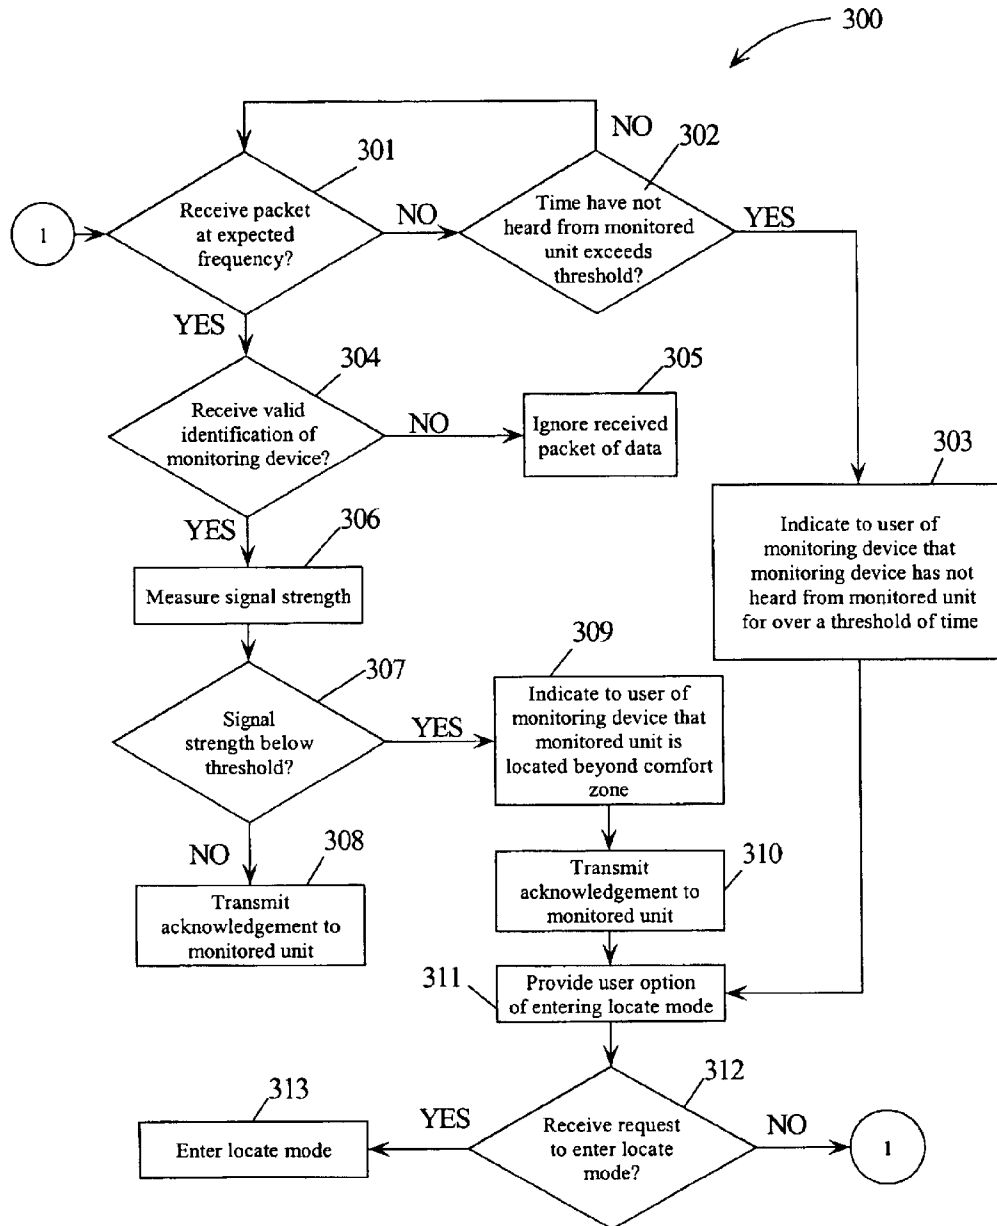 300
NO
301
302
1
Receive packet
at expected
frequency?
NO
Time have not
heard from monitored
unit exceeds
threshold?
YES
YES
304
305
Receive valid
identification of
monitoring device?
NO
Ignore received
packet of data
303
YES
306
Indicate to user of
monitoring device that
monitoring device has not
heard from monitored unit
for over a threshold of time
Measure signal strength
309
307
Signal
strength below
threshold?
YES
Indicate to user of
monitoring device that
monitored unit is
located beyond comfort
zone
NO
308
310
Transmit
acknowledgement to
monitored unit
Transmit
acknowledgement to
monitored unit
311
Provide user option
of entering locate mode
312
313
YES
Receive request
to enter locate
mode?
NO
Enter locate mode
1